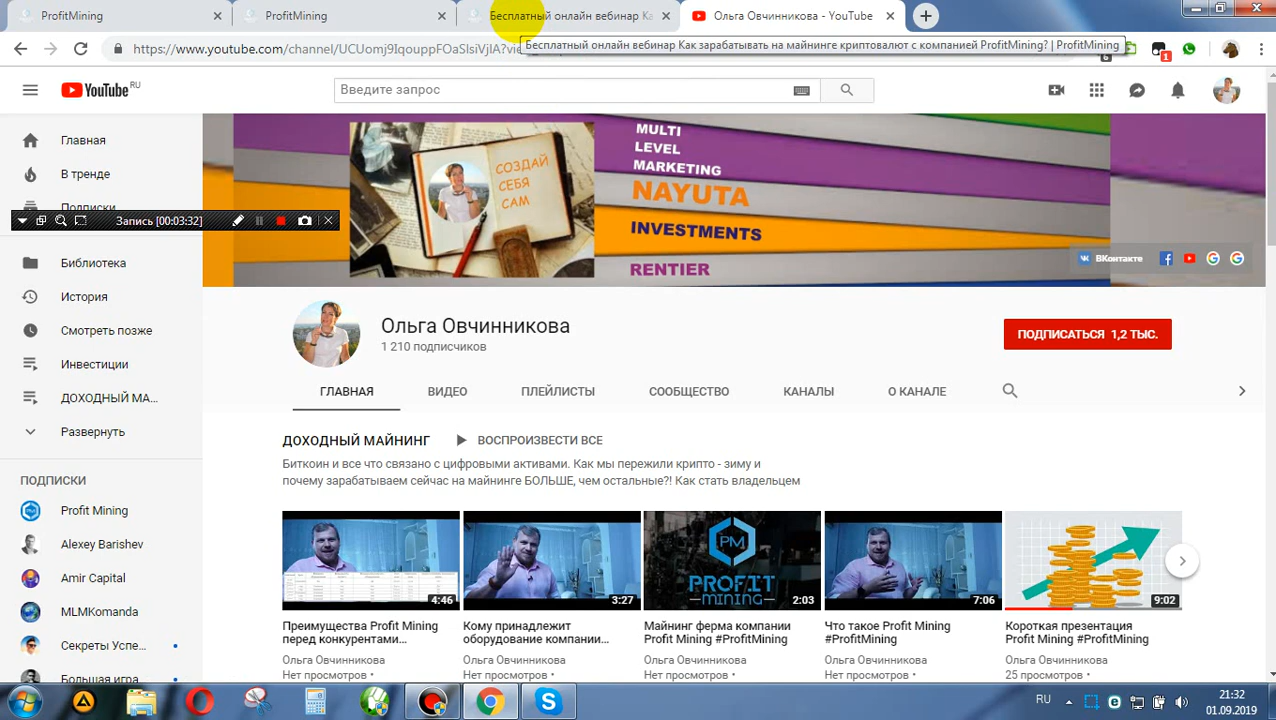 ProfitMining
ProfitMining
Бесплатный онлайн вебинар Ка
Ольга Овчинникова - YouTube
Бесплатный онлайн вебинар Как зарабатывать на майнинге криптовалют с компанией ProfitMining? | ProfitMining
6
1
YouTube RU
Введите запрос
Главная
В тренде
Подписки
Запись [00:03:32]
Библиотека
История
Смотреть позже
Инвестиции
ДОХОДНЫЙ МА...
Развернуть
ПОДПИСКИ
Profit Mining
Alexey Barishev
Amir Capital
MLMKomanda
Секреты Успе...
Большая игра
СОЗДАЙ
СЕБЯ
САМ
MULTI
LEVEL
MARKETING
NAYUTA
INVESTMENTS
RENTIER
ВКонтакте
Ольга Овчинникова
1 210 подписчиков
ПОДПИСАТЬСЯ 1,2 ТЫС.
ГЛАВНАЯ ВИДЕО ПЛЕЙЛИСТЫ СООБЩЕСТВО КАНАЛЫ О КАНАЛЕ
ДОХОДНЫЙ МАЙНИНГ ВОСПРОИЗВЕСТИ ВСЕ
Биткоин и все что связано с цифровыми активами. Как мы пережили крипто - зиму и
почему зарабатываем сейчас на майнинге БОЛЬШЕ, чем остальные?! Как стать владельцем
4:46
3:27
PM
PROFIT
MINING
2:03
7:06
9:02
Преимущества Profit Mining
перед конкурентами...
Ольга Овчинникова
Нет просмотров
Кому принадлежит
оборудование компании...
Ольга Овчинникова
Нет просмотров
Майнинг ферма компании
Profit Mining #ProfitMining
Ольга Овчинникова
Нет просмотров
Что такое Profit Mining
#ProfitMining
Ольга Овчинникова
Нет просмотров
Короткая презентация
Profit Mining #ProfitMining
Ольга Овчинникова
25 просмотров
RU
21:32
01.09.2019